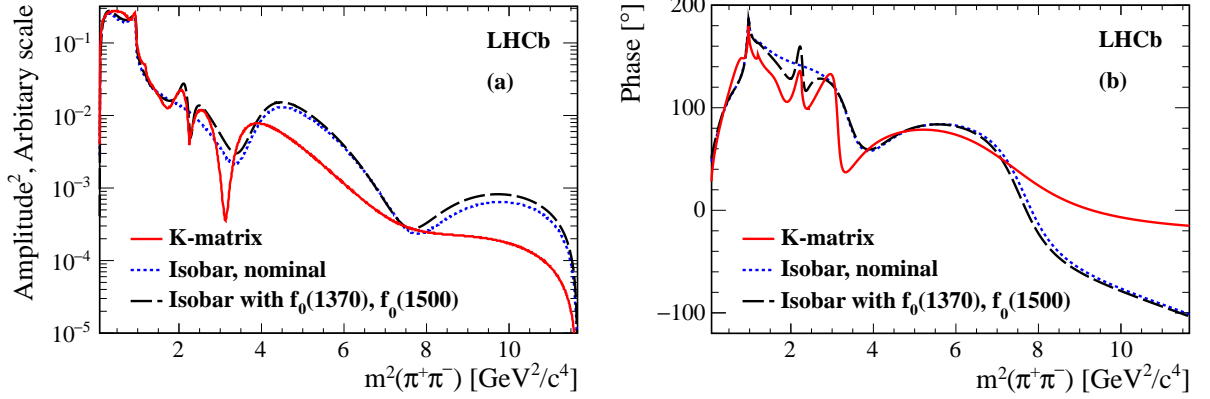 Amplitude², Arbitary scale
10⁻¹
10⁻²
10⁻³
10⁻⁴
10⁻⁵
LHCb
(a)
K-matrix
Isobar, nominal
Isobar with f₀(1370), f₀(1500)
2 4 6 8 10
m²(π⁺π⁻) [GeV²/c⁴]
Phase [°]
200
100
0
−100
LHCb
(b)
K-matrix
Isobar, nominal
Isobar with f₀(1370), f₀(1500)
2 4 6 8 10
m²(π⁺π⁻) [GeV²/c⁴]